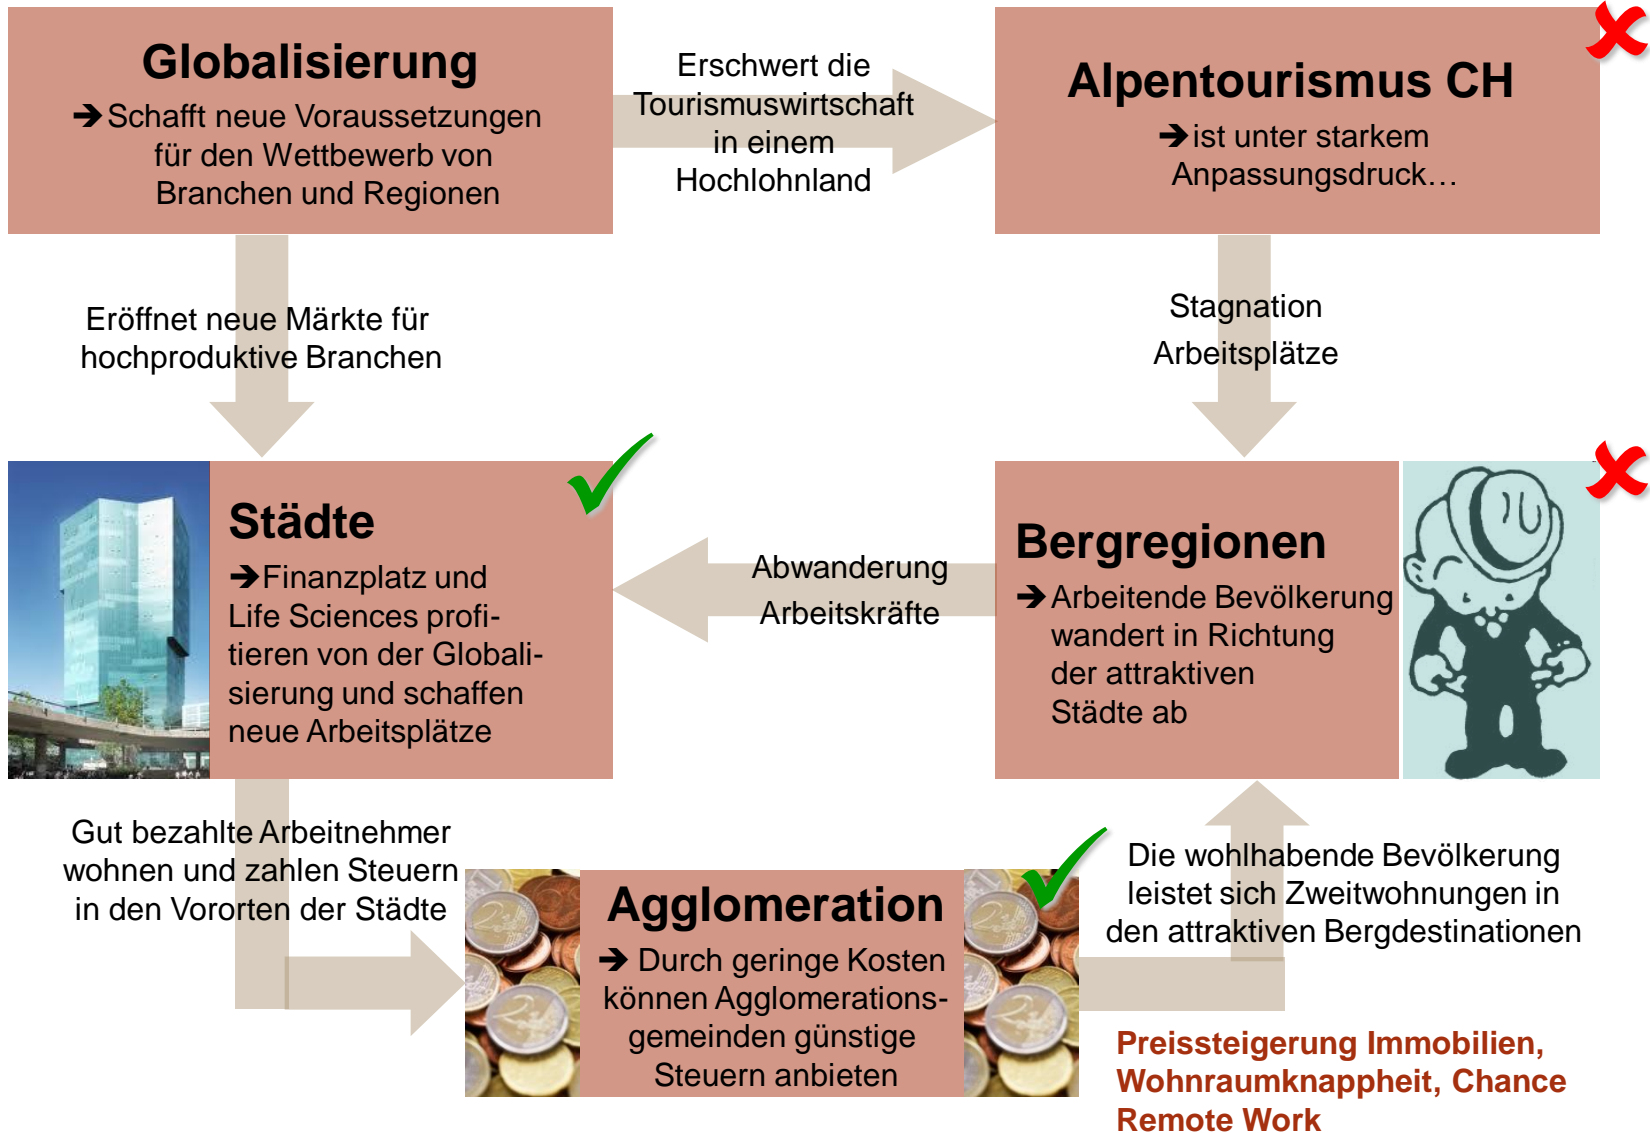 Globalisierung
➔ Schafft neue Voraussetzungen
für den Wettbewerb von
Branchen und Regionen
Erschwert die
Tourismuswirtschaft
in einem
Hochlohnland
Alpentourismus CH
➔ ist unter starkem
Anpassungsdruck…
Eröffnet neue Märkte für
hochproduktive Branchen
Stagnation
Arbeitsplätze
Städte
➔ Finanzplatz und
Life Sciences profi-
tieren von der Globali-
sierung und schaffen
neue Arbeitsplätze
Abwanderung
Arbeitskräfte
Bergregionen
➔ Arbeitende Bevölkerung
wandert in Richtung
der attraktiven
Städte ab
Gut bezahlte Arbeitnehmer
wohnen und zahlen Steuern
in den Vororten der Städte
Agglomeration
➔ Durch geringe Kosten
können Agglomerations-
gemeinden günstige
Steuern anbieten
Die wohlhabende Bevölkerung
leistet sich Zweitwohnungen in
den attraktiven Bergdestinationen
Preissteigerung Immobilien,
Wohnraumknappheit, Chance
Remote Work